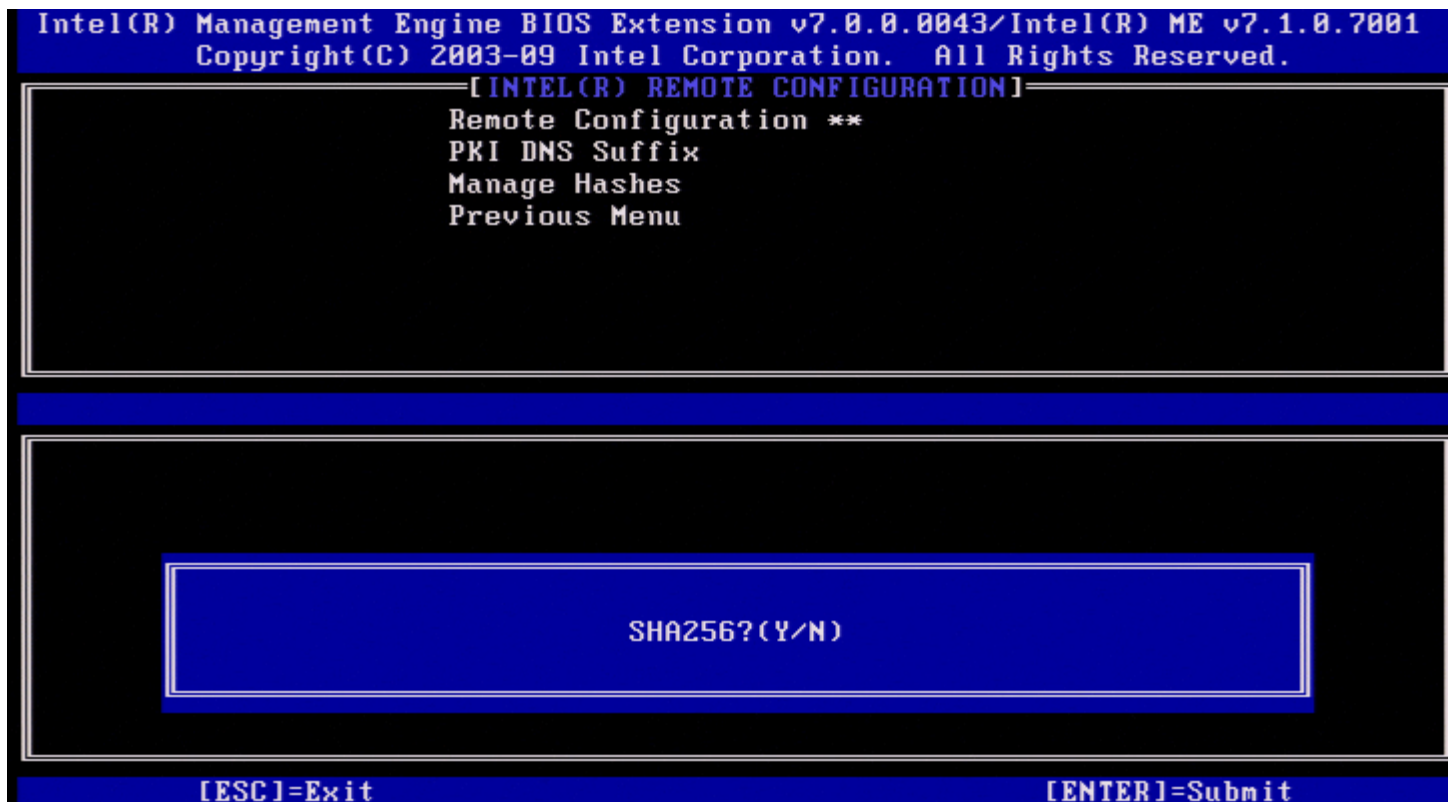 Intel(R) Management Engine BIOS Extension v7.0.0.0043/Intel(R) ME v7.1.0.7001
Copyright(C) 2003-09 Intel Corporation. All Rights Reserved.
[INTEL(R) REMOTE CONFIGURATION]
Remote Configuration **
PKI DNS Suffix
Manage Hashes
Previous Menu
SHA256?(Y/N)
[ESC]=Exit [ENTER]=Submit